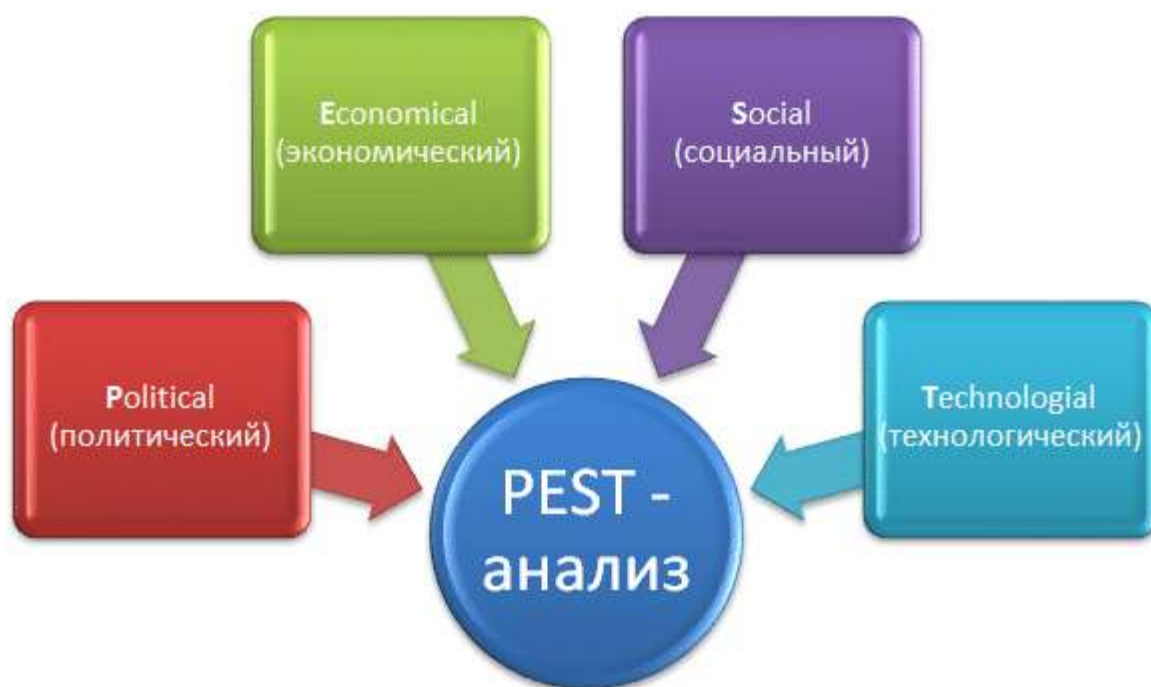 Economical
(экономический)
Social
(социальный)
Political
(политический)
Technologial
(технологический)
PEST -
анализ